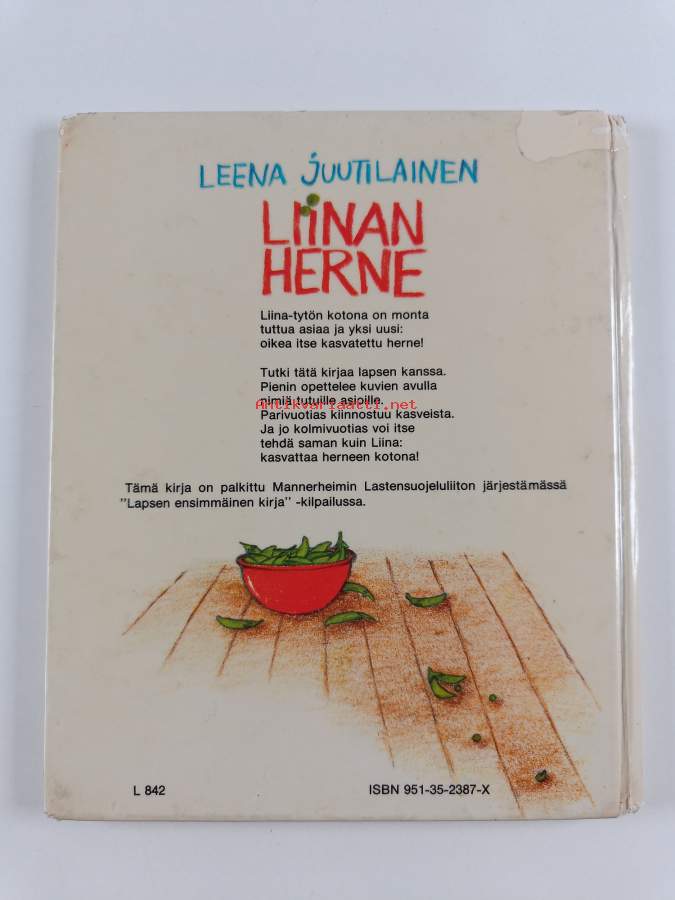 LEENA JUUTILAINEN
LIINAN
HERNE
Liina-tytön kotona on monta
tuttua asiaa ja yksi uusi:
oikea itse kasvatettu herne!
Tutki tätä kirjaa lapsen kanssa.
Pienin opettelee kuvien avulla
nimiä tutuille asioille.
Antikvariaatti.net
Parivuotias kiinnostuu kasveista.
Ja jo kolmivuotias voi itse
tehdä saman kuin Liina:
kasvattaa herneen kotona!
Tämä kirja on palkittu Mannerheimin Lastensuojeluliiton järjestämässä
"Lapsen ensimmäinen kirja" -kilpailussa.
L 842
ISBN 951-35-2387-X